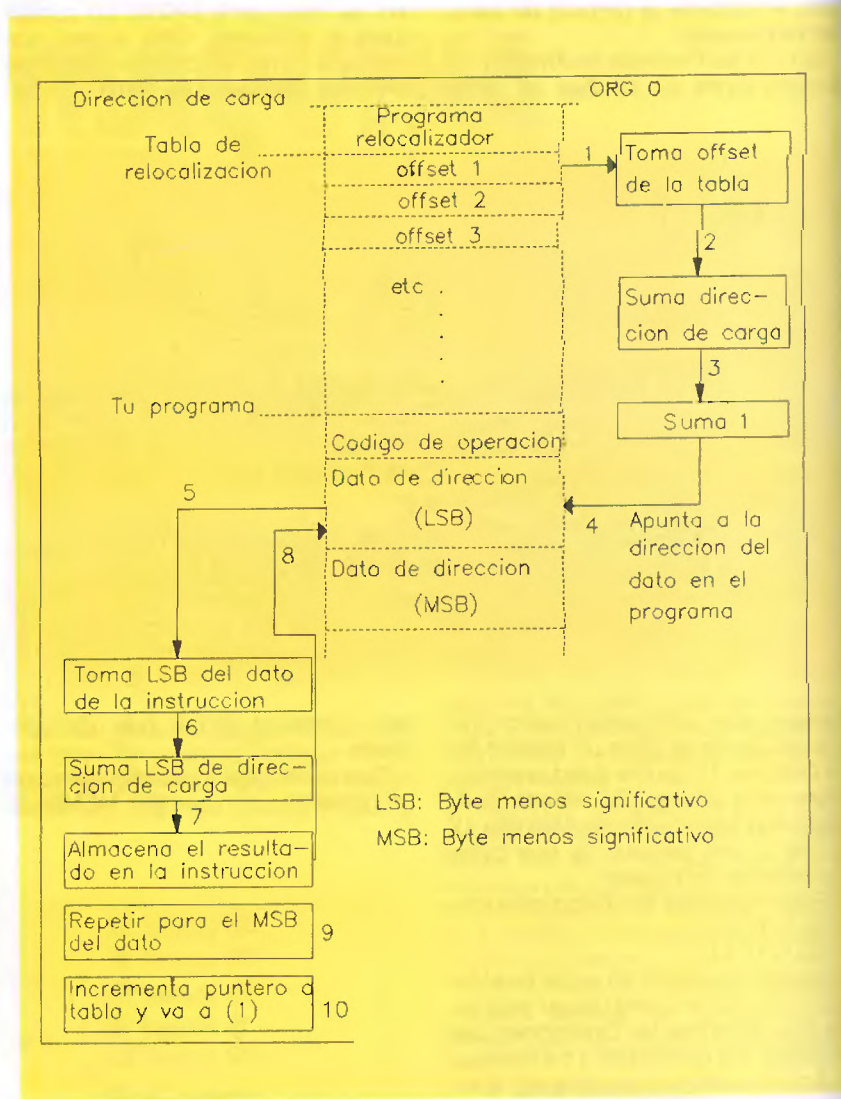 Direccion de carga
ORG 0
Programa
relocalizador
Tabla de
relocalizacion
offset 1
offset 2
offset 3
etc .
.
.
.
.
1
Toma offset
de la tabla
2
Suma direc-
cion de carga
3
Suma 1
Tu programa
Codigo de operacion
Dato de direccion
(LSB)
Dato de direccion
(MSB)
4
Apunta a la
direccion del
dato en el
programa
5
8
Toma LSB del dato
de la instruccion
6
Suma LSB de direc-
cion de carga
7
Almacena el resulta-
do en la instruccion
Repetir para el MSB
del dato
9
Incrementa puntero a
tabla y va a (1)
10
LSB: Byte menos significativo
MSB: Byte menos significativo